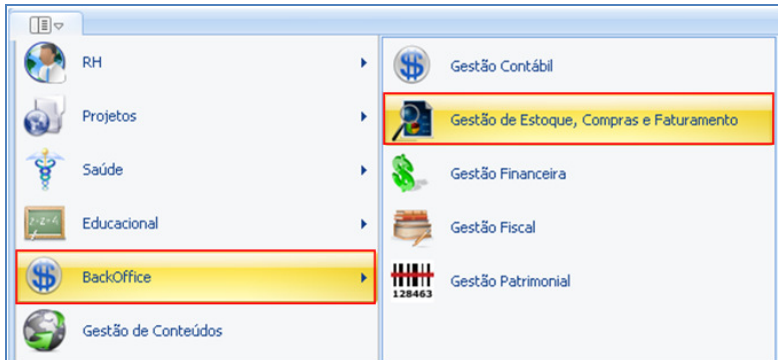 RH
Projetos
Saúde
Educacional
BackOffice
Gestão de Conteúdos
Gestão Contábil
Gestão de Estoque, Compras e Faturamento
Gestão Financeira
Gestão Fiscal
Gestão Patrimonial
128463